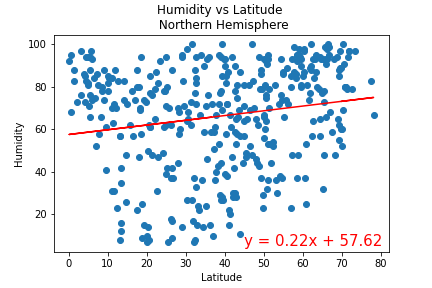 Humidity vs Latitude
Northern Hemisphere
100
80
60
40
20
Humidity
y = 0.22x + 57.62
0 10 20 30 40 50 60 70 80
Latitude